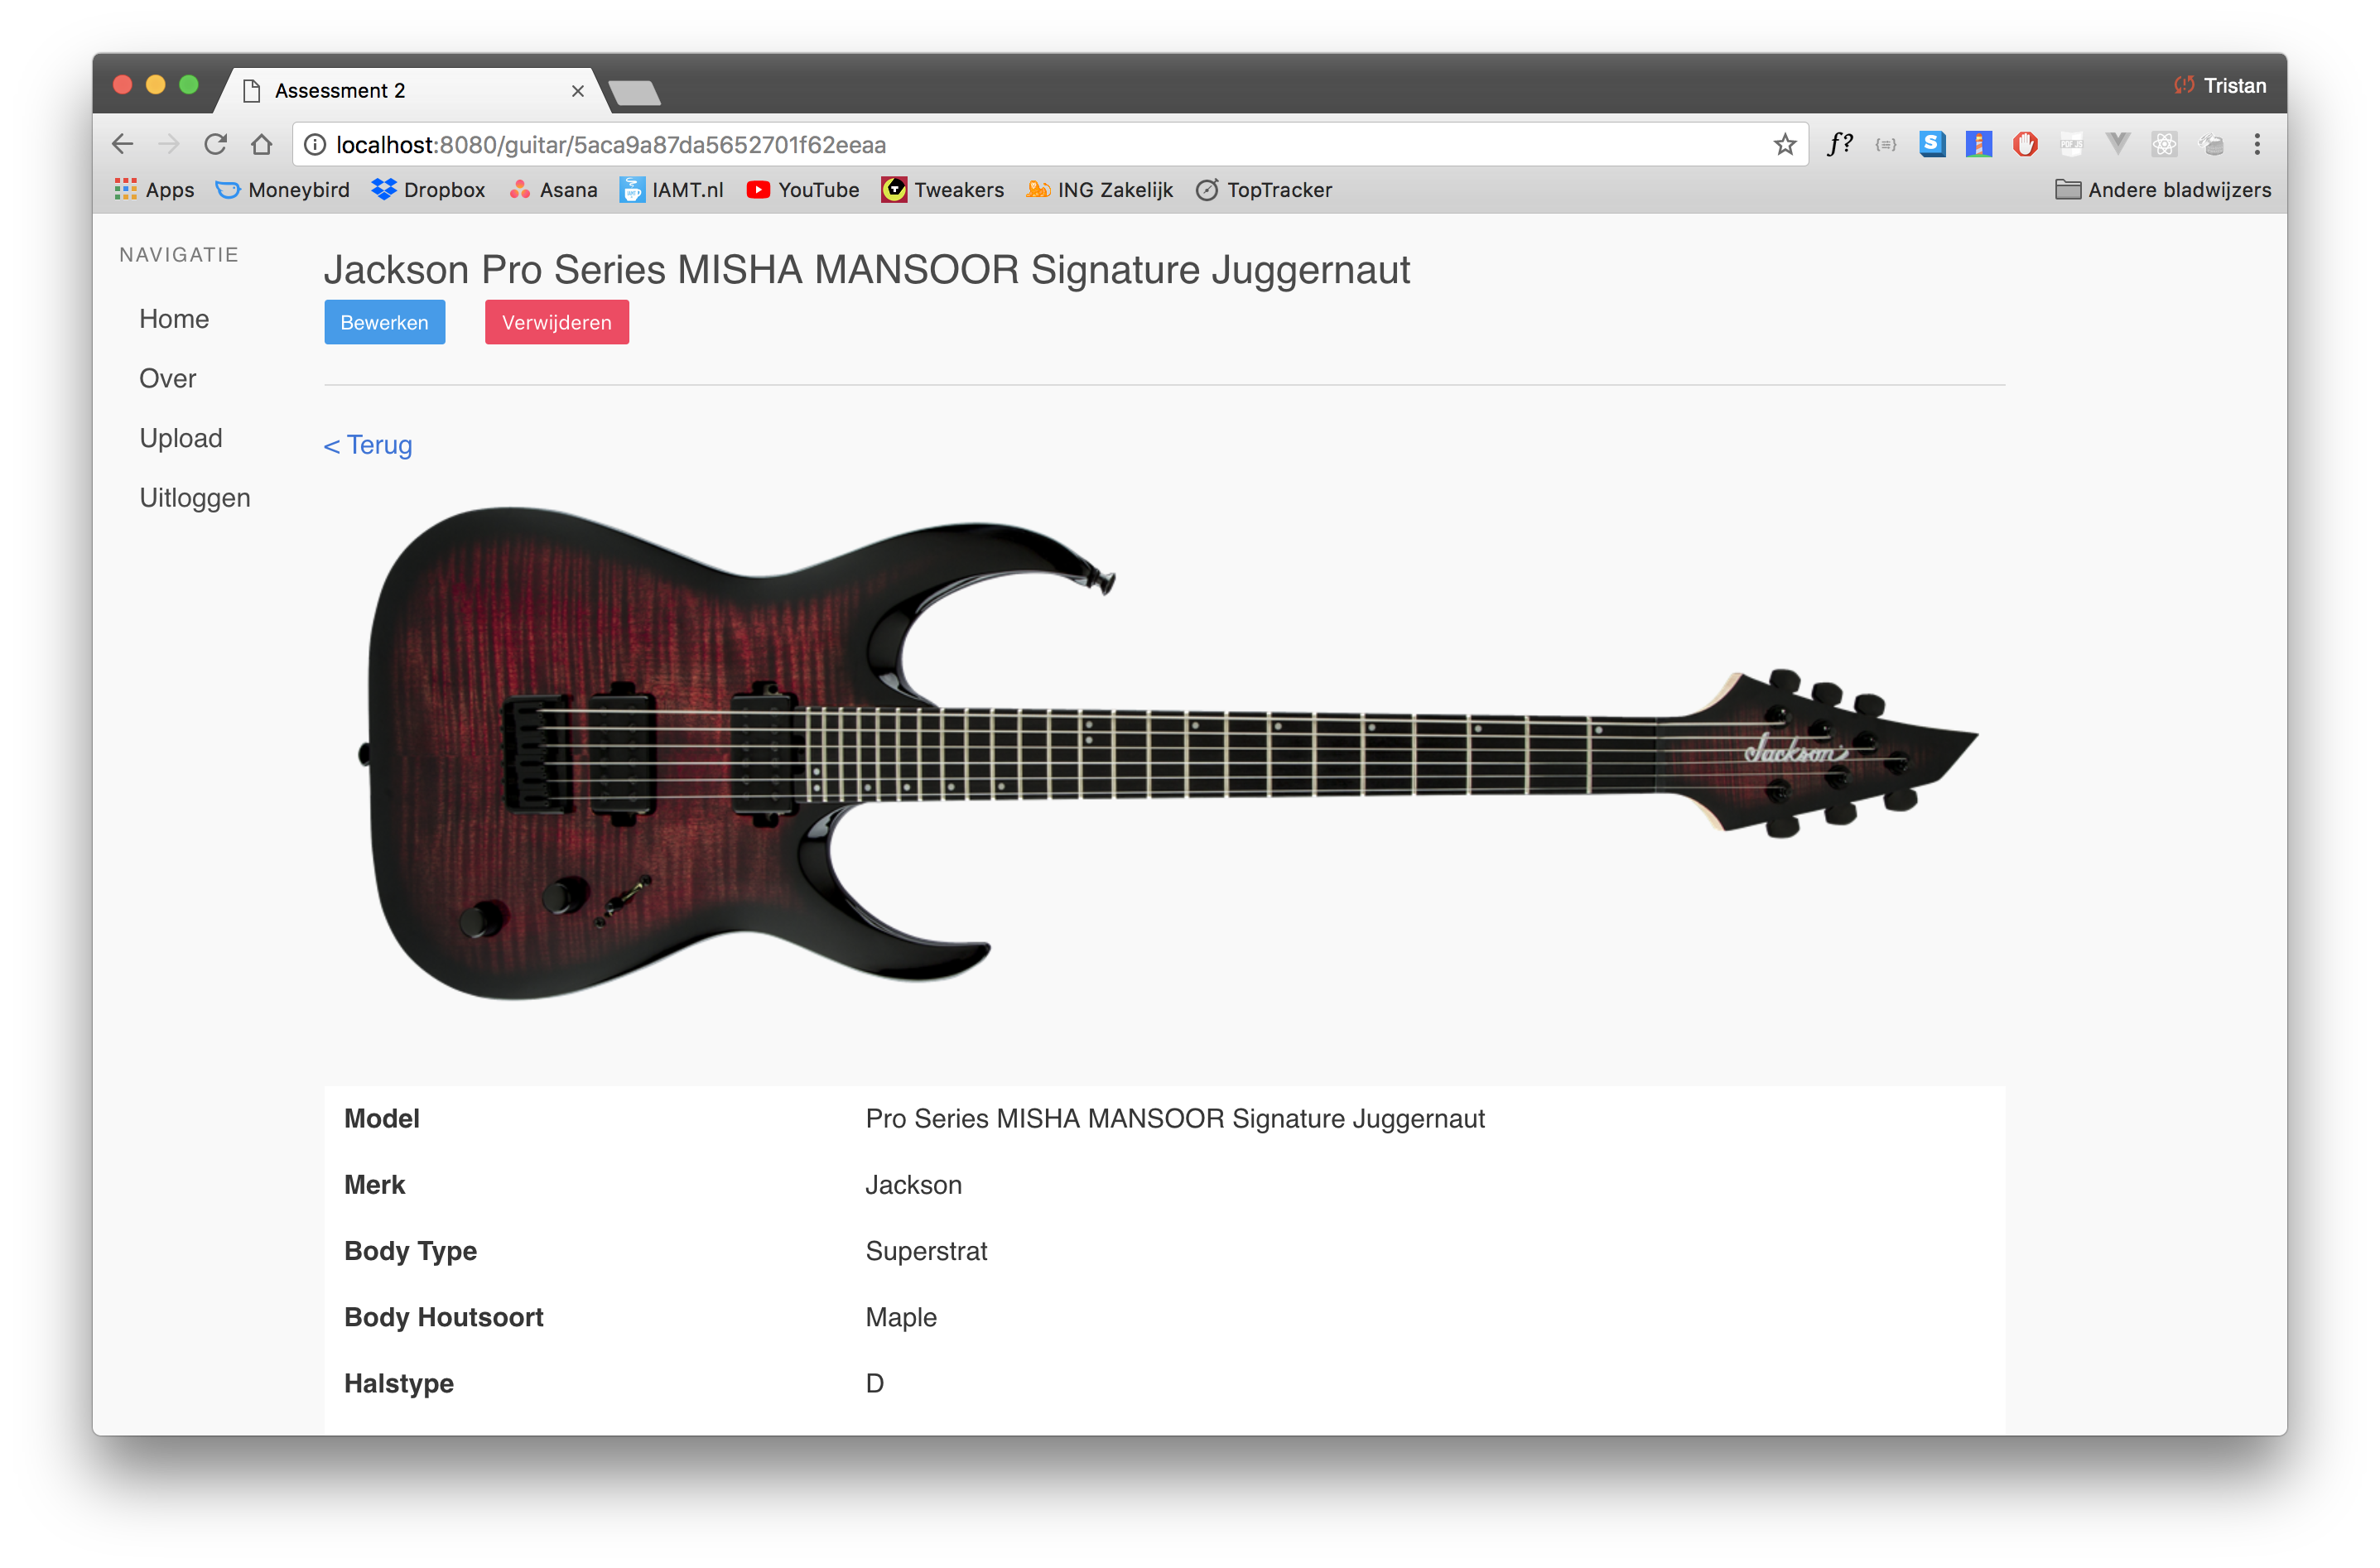 Assessment 2
Tristan
localhost:8080/guitar/5aca9a87da5652701f62eeaa
f?
{≡}
S
Apps Moneybird Dropbox Asana IAMT.nl YouTube Tweakers ING Zakelijk TopTracker Andere bladwijzers
NAVIGATIE
Home
Over
Upload
Uitloggen
Jackson Pro Series MISHA MANSOOR Signature Juggernaut
Bewerken Verwijderen
< Terug
Jackson
Model Pro Series MISHA MANSOOR Signature Juggernaut
Merk Jackson
Body Type Superstrat
Body Houtsoort Maple
Halstype D